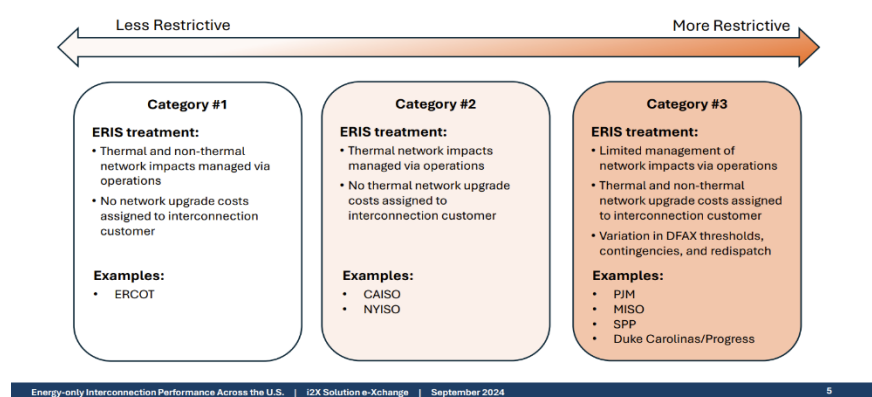 Less Restrictive
More Restrictive
Category #1
ERIS treatment:
• Thermal and non-thermal
network impacts managed via
operations
• No network upgrade costs
assigned to interconnection
customer
Examples:
• ERCOT
Category #2
ERIS treatment:
• Thermal network impacts
managed via operations
• No thermal network upgrade
costs assigned to
interconnection customer
Examples:
• CAISO
• NYISO
Category #3
ERIS treatment:
• Limited management of
network impacts via operations
• Thermal and non-thermal
network upgrade costs assigned
to interconnection customer
• Variation in DFAX thresholds,
contingencies, and redispatch
Examples:
• PJM
• MISO
• SPP
• Duke Carolinas/Progress
Energy-only Interconnection Performance Across the U.S. | i2X Solution e-Xchange | September 2024
5